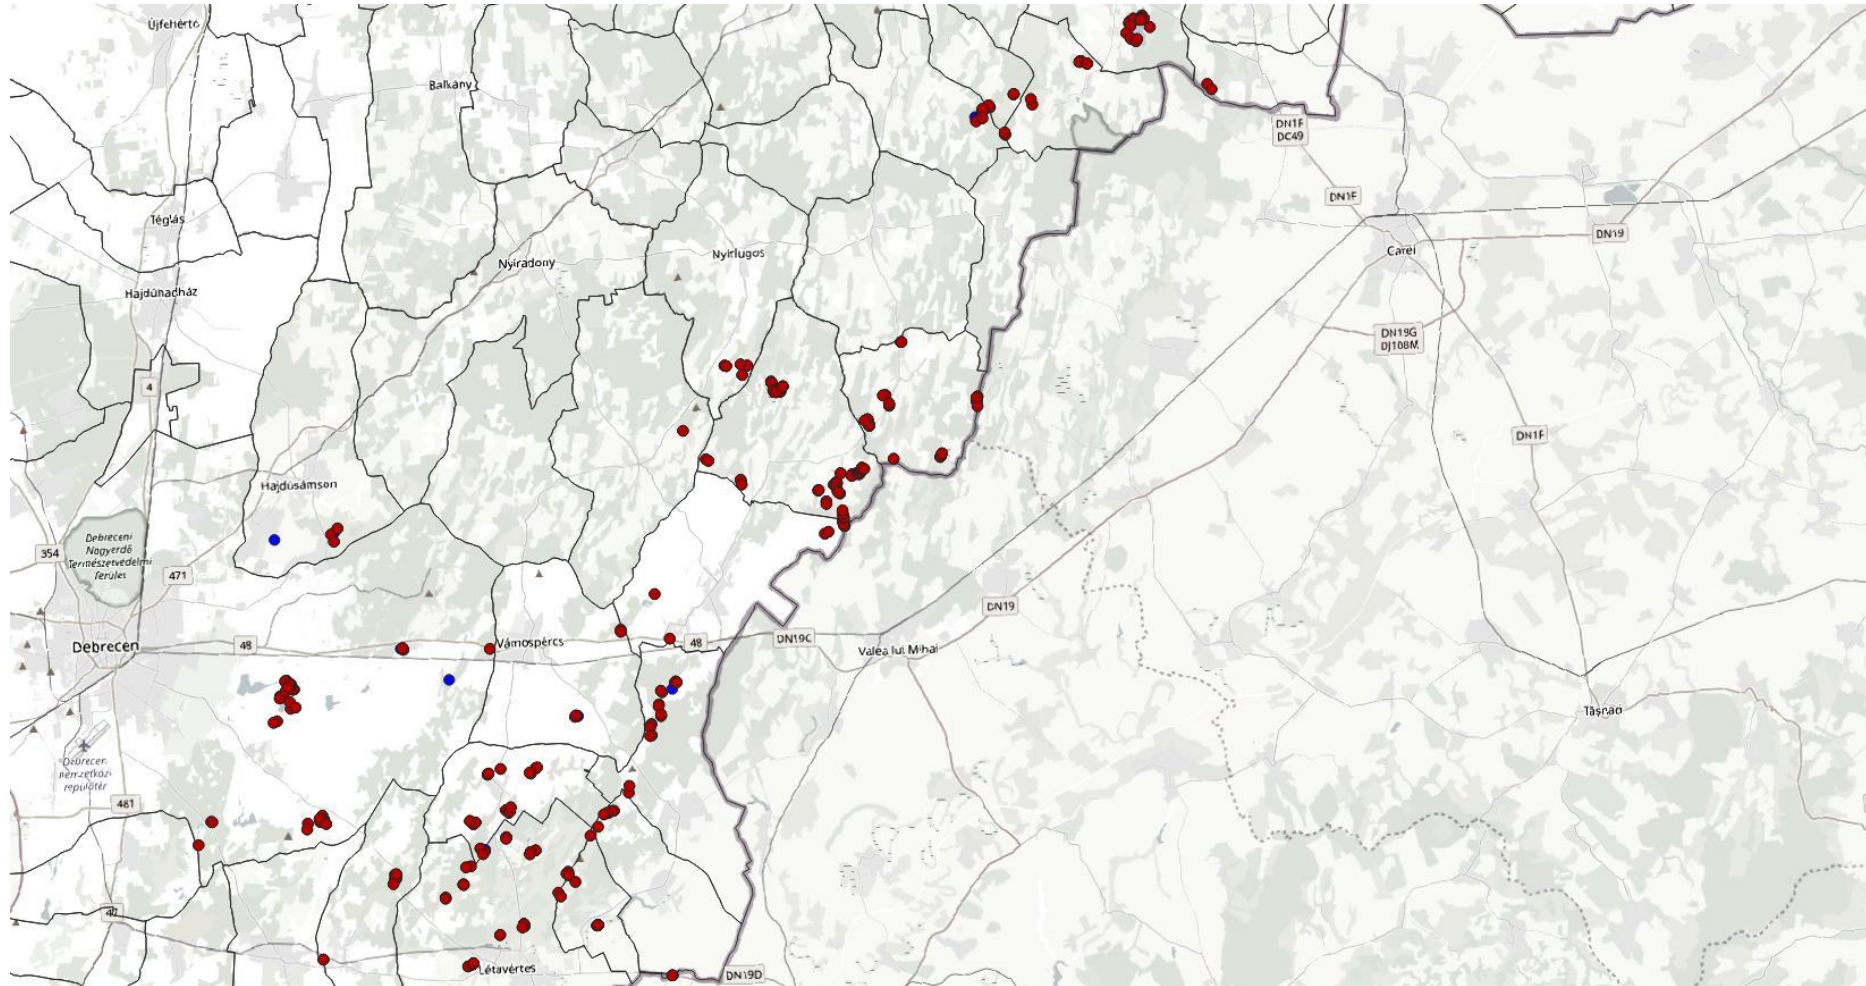 Újfehértó
Balkány
DN1F
DC49
DN1F
Téglás
DN19
Nyírlugos
Carei
Nyíradony
Hajdúhadház
DN19G
DJ108M
4
DN1F
Hajdúsámson
Debreceni
Nagyerdő
Természetvédelmi
Terület
354
471
DN19
Debrecen
48
Vámospércs
48
DN19C
Valea lui Mihai
Tășnad
Debrecen
nemzetközi
repülőtér
481
47
Létavértes
DN19D